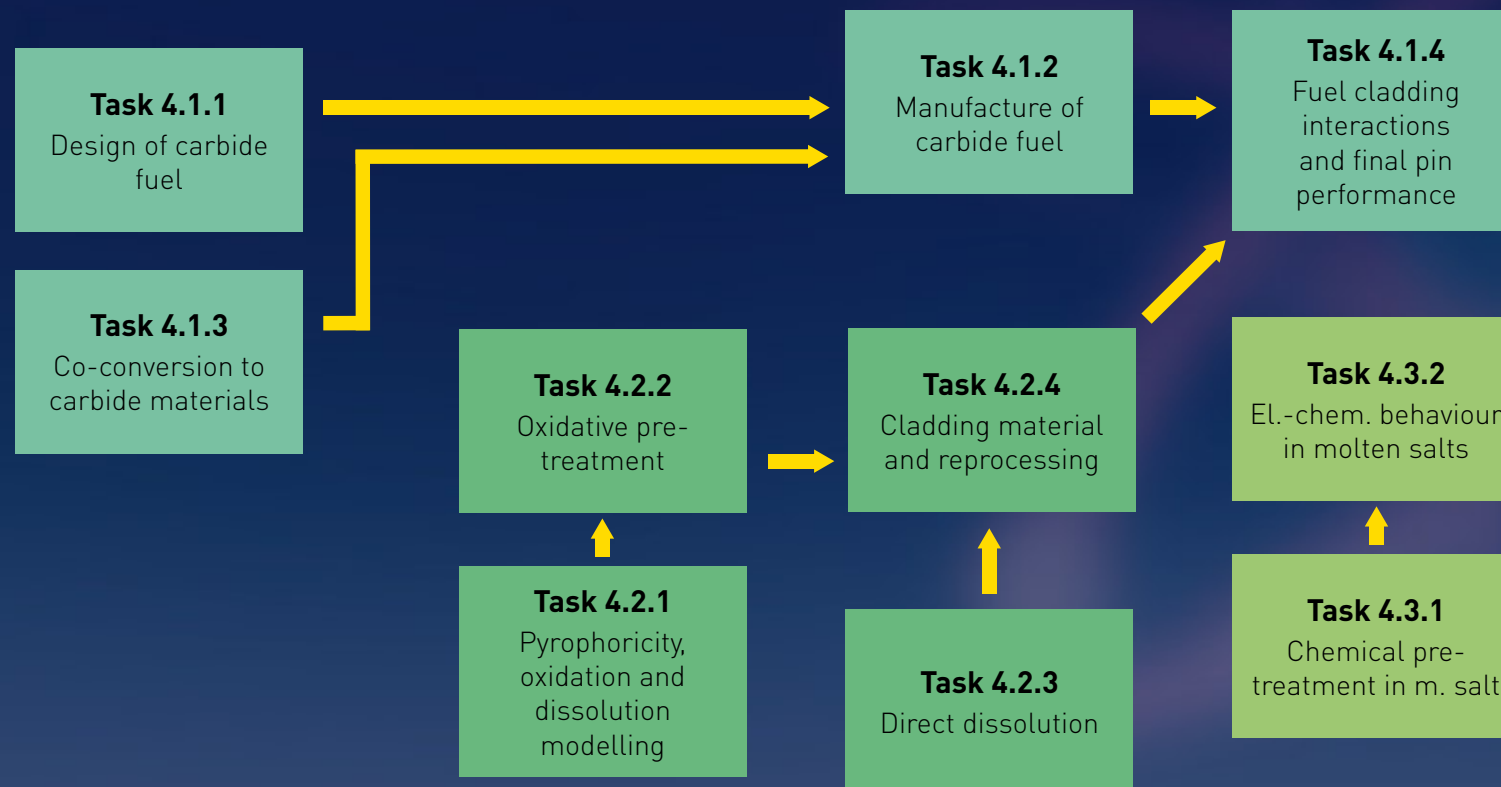 Task 4.1.1
Design of carbide
fuel
Task 4.1.2
Manufacture of
carbide fuel
Task 4.1.4
Fuel cladding
interactions
and final pin
performance
Task 4.1.3
Co-conversion to
carbide materials
Task 4.2.2
Oxidative pre-
treatment
Task 4.2.4
Cladding material
and reprocessing
Task 4.3.2
El.-chem. behaviour
in molten salts
Task 4.2.1
Pyrophoricity,
oxidation and
dissolution
modelling
Task 4.2.3
Direct dissolution
Task 4.3.1
Chemical pre-
treatment in m. salt